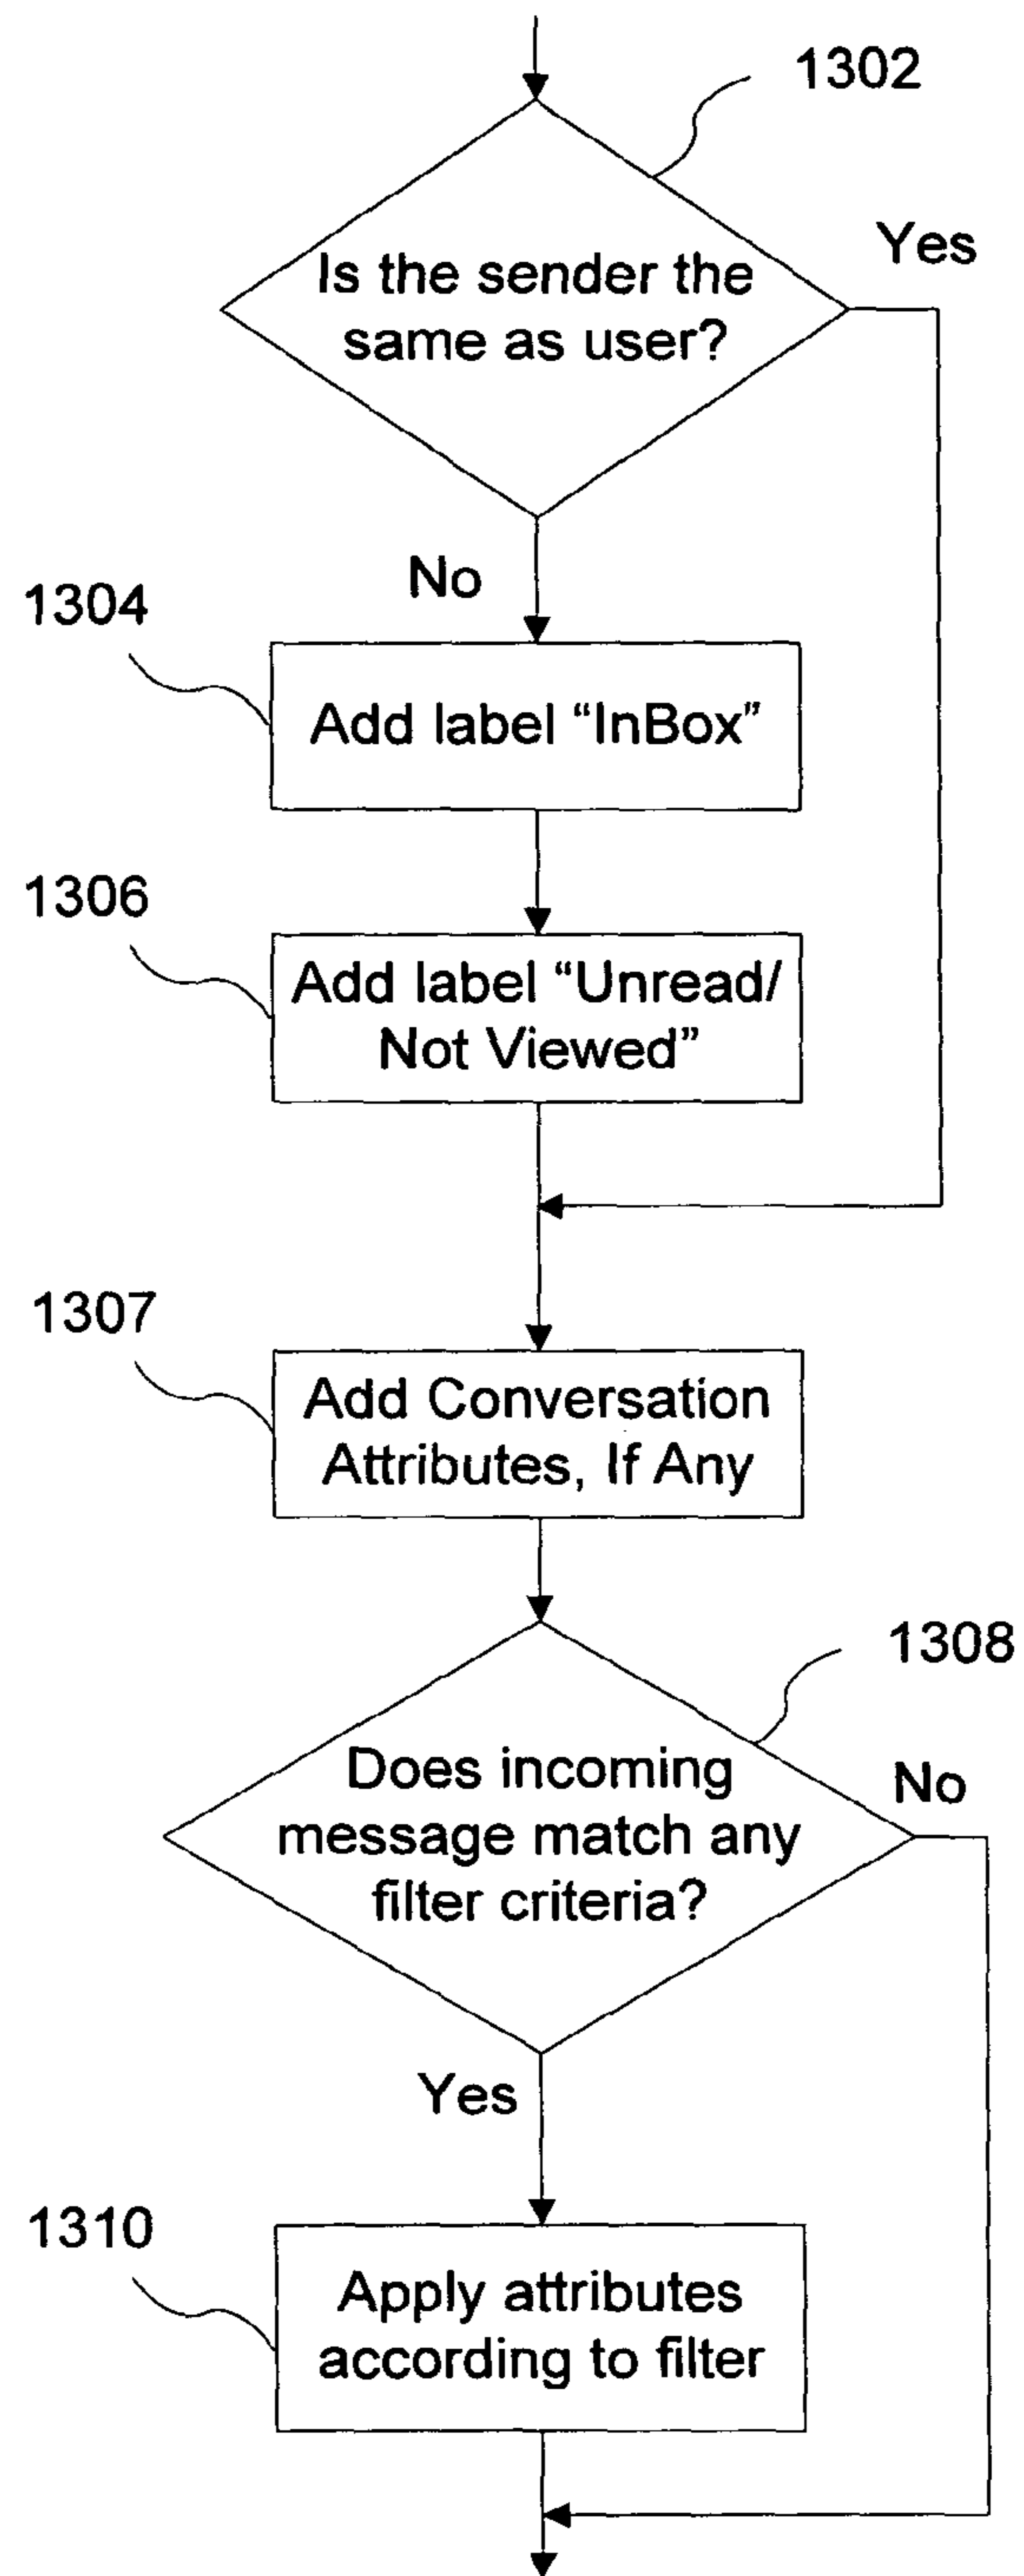 1302
Is the sender the
same as user?
Yes
No
1304
Add label “InBox”
1306
Add label “Unread/
Not Viewed”
1307
Add Conversation
Attributes, If Any
1308
Does incoming
message match any
filter criteria?
No
Yes
1310
Apply attributes
according to filter